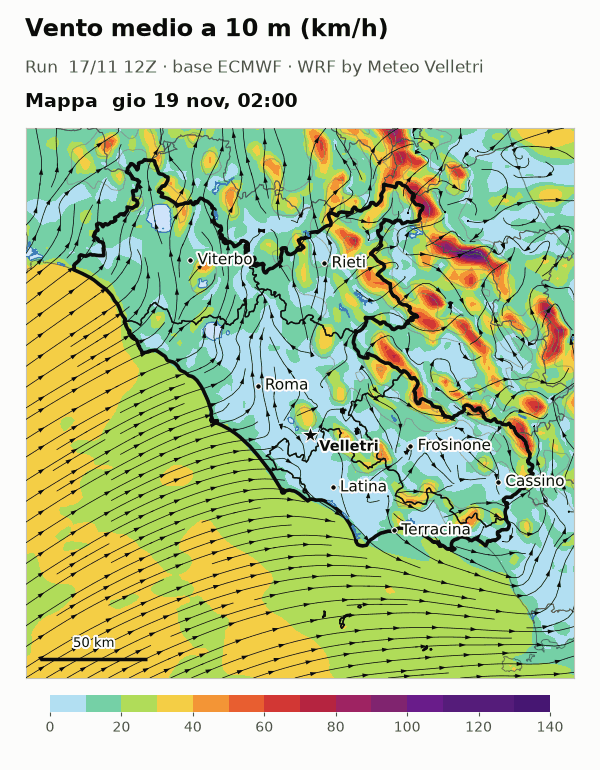 Vento medio a 10 m (km/h)
Run  17/11 12Z · base ECMWF · WRF by Meteo Velletri
Mappa  gio 19 nov, 02:00
Viterbo
Rieti
Roma
Velletri
Frosinone
Cassino
Latina
Terracina
50 km
0 20 40 60 80 100 120 140